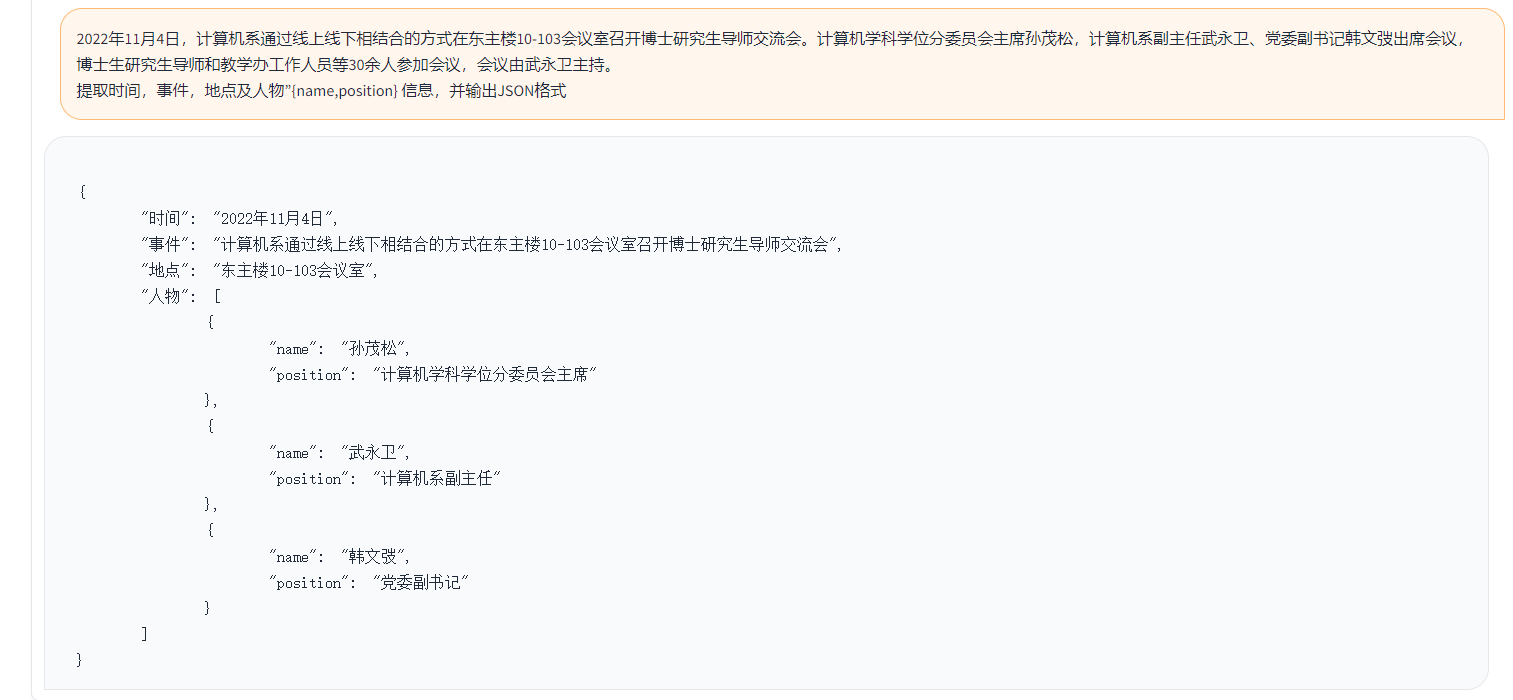 2022年11月4日，计算机系通过线上线下相结合的方式在东主楼10-103会议室召开博士研究生导师交流会。计算机学科学位分委员会主席孙茂松，计算机系副主任武永卫、党委副书记韩文弢出席会议，
博士生研究生导师和教学办工作人员等30余人参加会议，会议由武永卫主持。
提取时间，事件，地点及人物”{name,position} 信息，并输出JSON格式
{
"时间": "2022年11月4日",
"事件": "计算机系通过线上线下相结合的方式在东主楼10-103会议室召开博士研究生导师交流会",
"地点": "东主楼10-103会议室",
"人物": [
{
"name": "孙茂松",
"position": "计算机学科学位分委员会主席"
},
{
"name": "武永卫",
"position": "计算机系副主任"
},
{
"name": "韩文弢",
"position": "党委副书记"
}
]
}